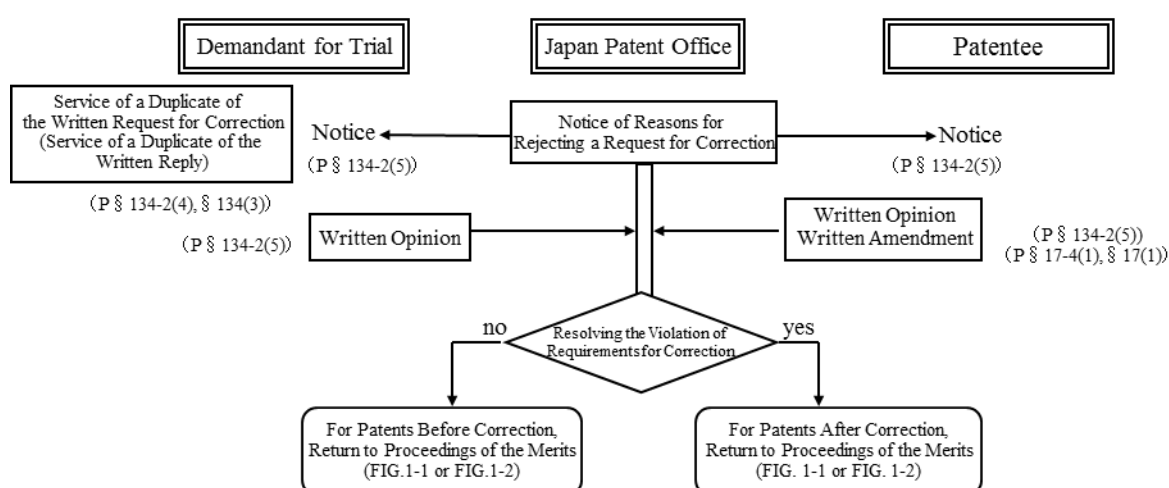 Demandant for Trial
Japan Patent Office
Patentee
Service of a Duplicate of
the Written Request for Correction
(Service of a Duplicate of the
Written Reply)
(P§134-2(4),§134(3))
Notice
(P§134-2(5))
Notice of Reasons for
Rejecting a Request for Correction
Notice
(P§134-2(5))
(P§134-2(5))
Written Opinion
Written Opinion
Written Amendment
(P§134-2(5))
(P§17-4(1),§17(1))
no
Resolving the Violation of
Requirements for Correction
yes
For Patents Before Correction,
Return to Proceedings of the Merits
(FIG.1-1 or FIG.1-2)
For Patents After Correction,
Return to Proceedings of the Merits
(FIG. 1-1 or FIG. 1-2)